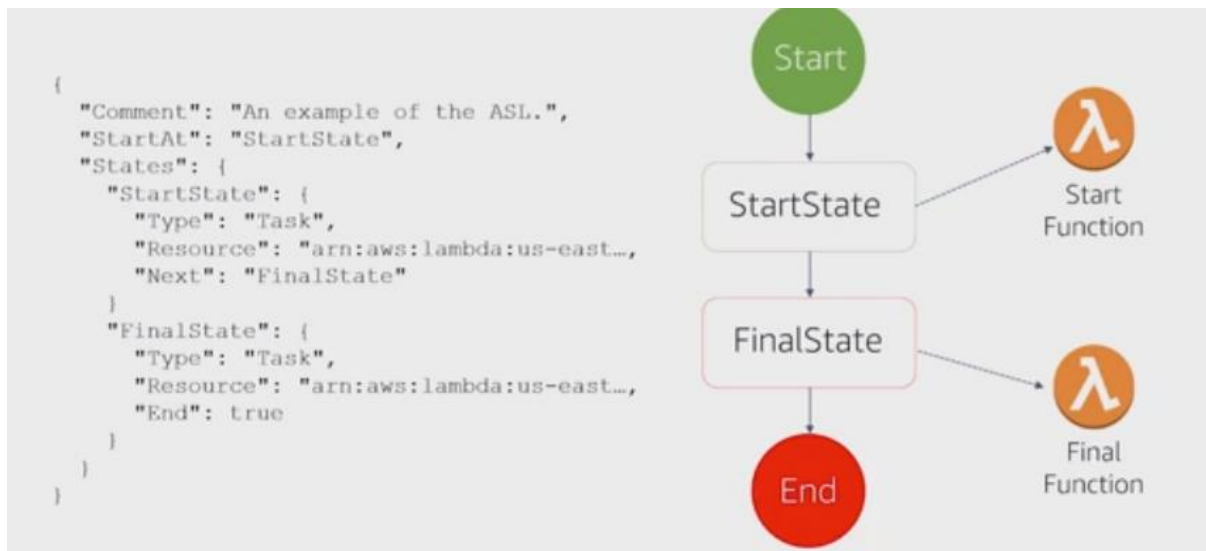 {
"Comment": "An example of the ASL.",
"StartAt": "StartState",
"States": {
"StartState": {
"Type": "Task",
"Resource": "arn:aws:lambda:us-east…,
"Next": "FinalState"
}
"FinalState": {
"Type": "Task",
"Resource": "arn:aws:lambda:us-east…,
"End": true
}
}
}
Start
StartState
λ
Start
Function
FinalState
λ
Final
Function
End